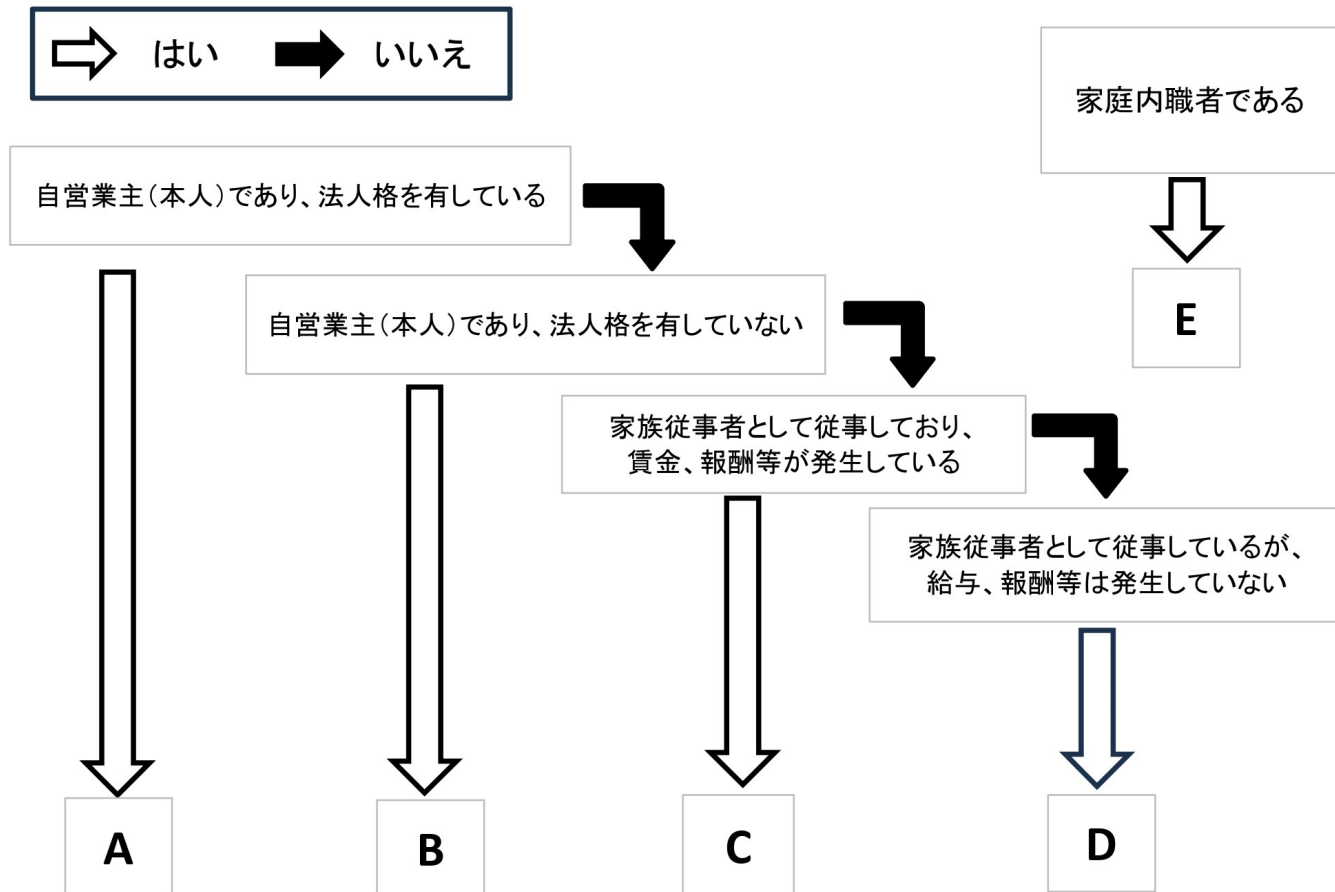 はい いいえ
家庭内職者である
自営業主(本人)であり、法人格を有している
E
自営業主(本人)であり、法人格を有していない
家族従事者として従事しており、
賃金、報酬等が発生している
家族従事者として従事しているが、
給与、報酬等は発生していない
A B C D